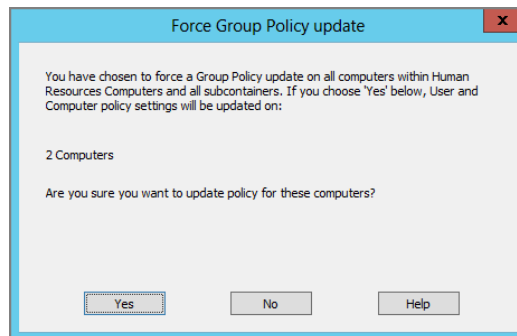 Force Group Policy update
x
You have chosen to force a Group Policy update on all computers within Human
Resources Computers and all subcontainers. If you choose 'Yes' below, User and
Computer policy settings will be updated on:
2 Computers
Are you sure you want to update policy for these computers?
Yes No Help